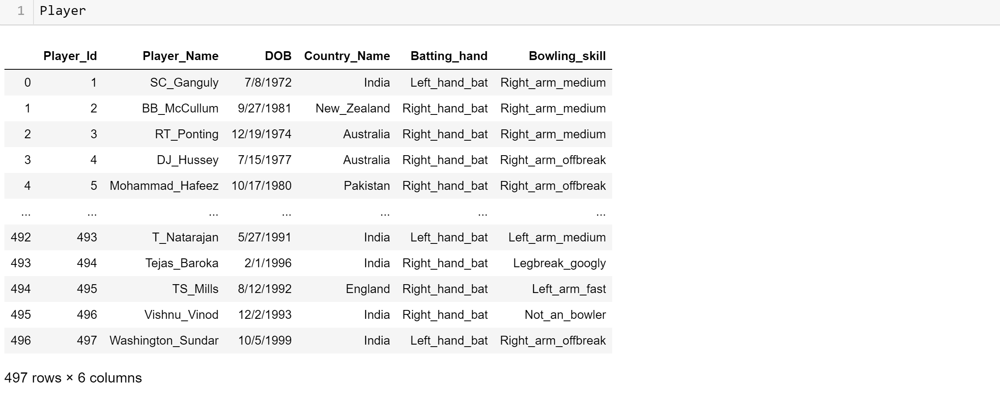 1 Player
Player_Id Player_Name DOB Country_Name Batting_hand Bowling_skill
0 1 SC_Ganguly 7/8/1972 India Left_hand_bat Right_arm_medium
1 2 BB_McCullum 9/27/1981 New_Zealand Right_hand_bat Right_arm_medium
2 3 RT_Ponting 12/19/1974 Australia Right_hand_bat Right_arm_medium
3 4 DJ_Hussey 7/15/1977 Australia Right_hand_bat Right_arm_offbreak
4 5 Mohammad_Hafeez 10/17/1980 Pakistan Right_hand_bat Right_arm_offbreak
... ... ... ... ... ... ...
492 493 T_Natarajan 5/27/1991 India Left_hand_bat Left_arm_medium
493 494 Tejas_Baroka 2/1/1996 India Right_hand_bat Legbreak_googly
494 495 TS_Mills 8/12/1992 England Right_hand_bat Left_arm_fast
495 496 Vishnu_Vinod 12/2/1993 India Right_hand_bat Not_an_bowler
496 497 Washington_Sundar 10/5/1999 India Left_hand_bat Right_arm_offbreak
497 rows × 6 columns